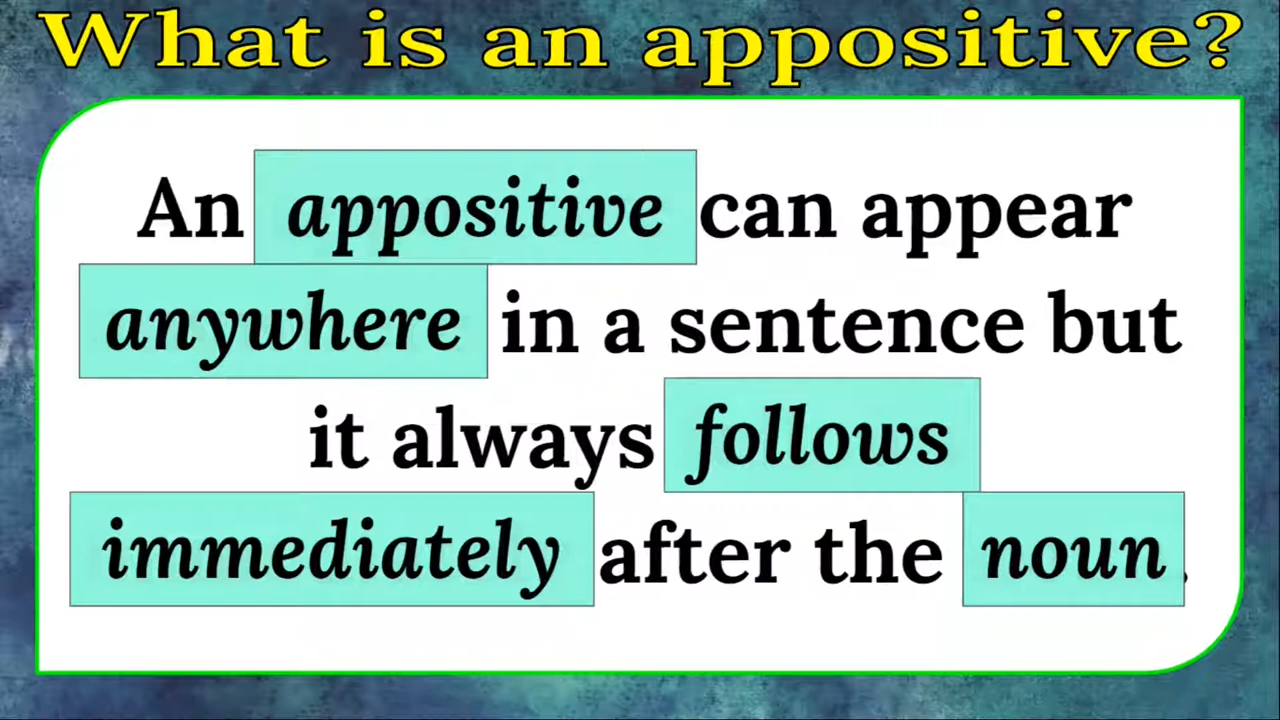 What is an appositive?
An appositive can appear
anywhere in a sentence but
it always follows
immediately after the noun.